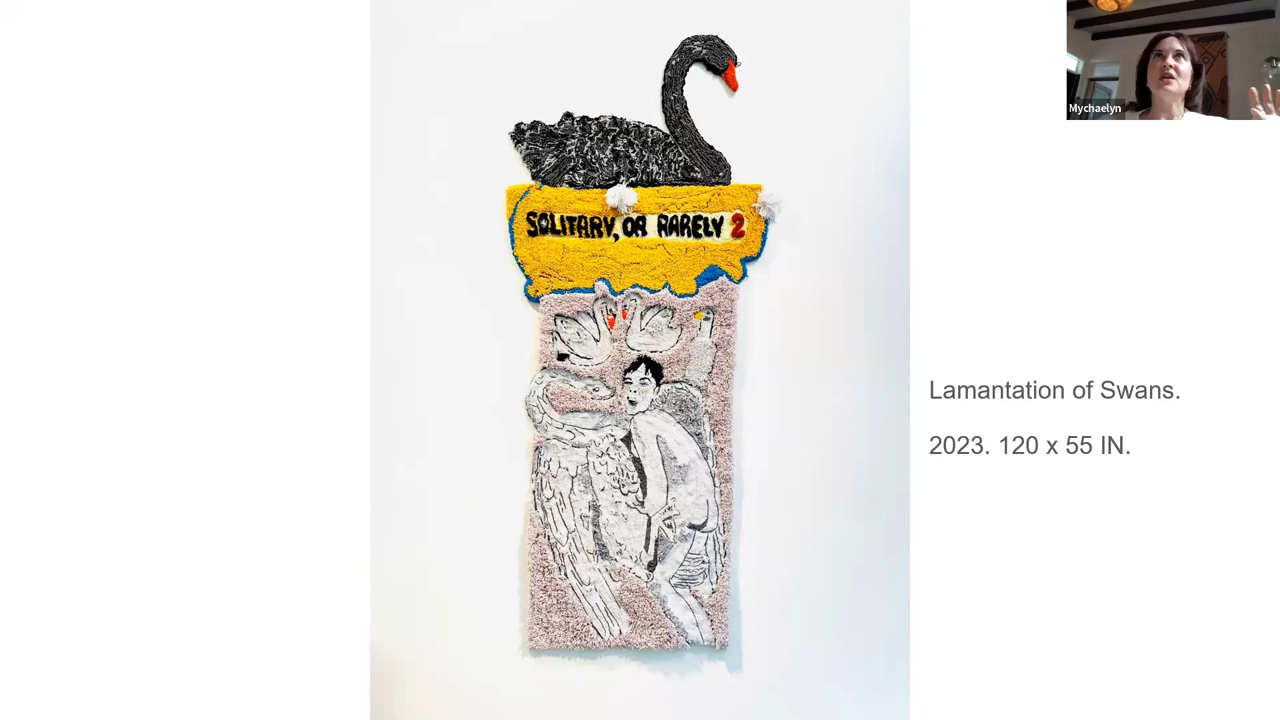 Mychaelyn
SOLITARY, OR RARELY 2
Lamantation of Swans.
2023. 120 x 55 IN.